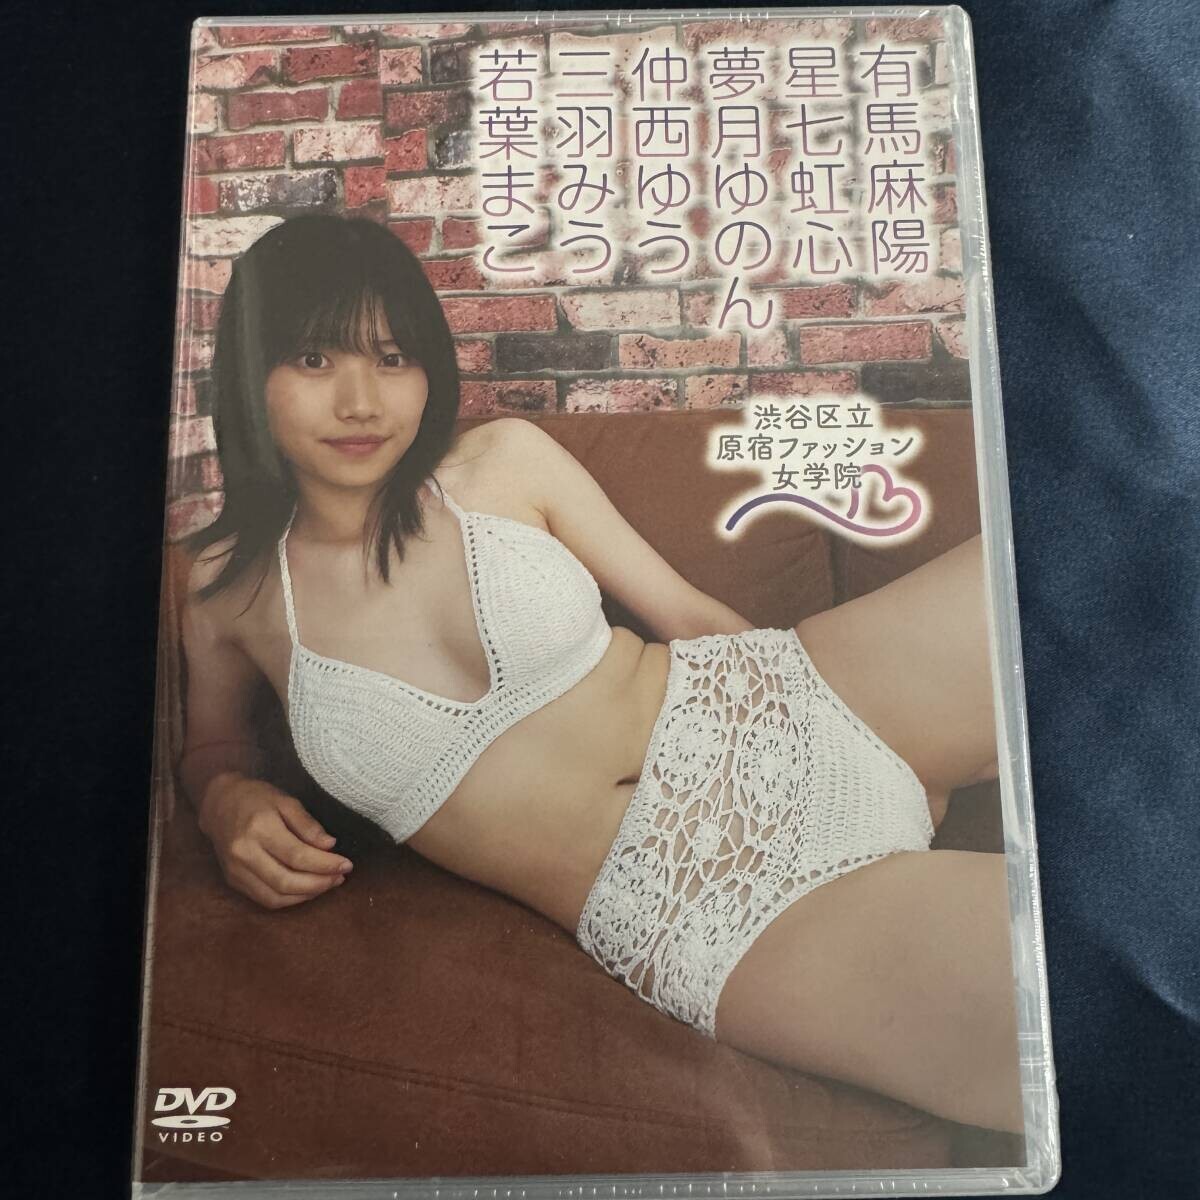 有馬麻陽
星七虹心
夢月ゆのん
仲西ゆう
三羽みう
若葉まこ
渋谷区立
原宿ファッション
女学院
DVD
VIDEO